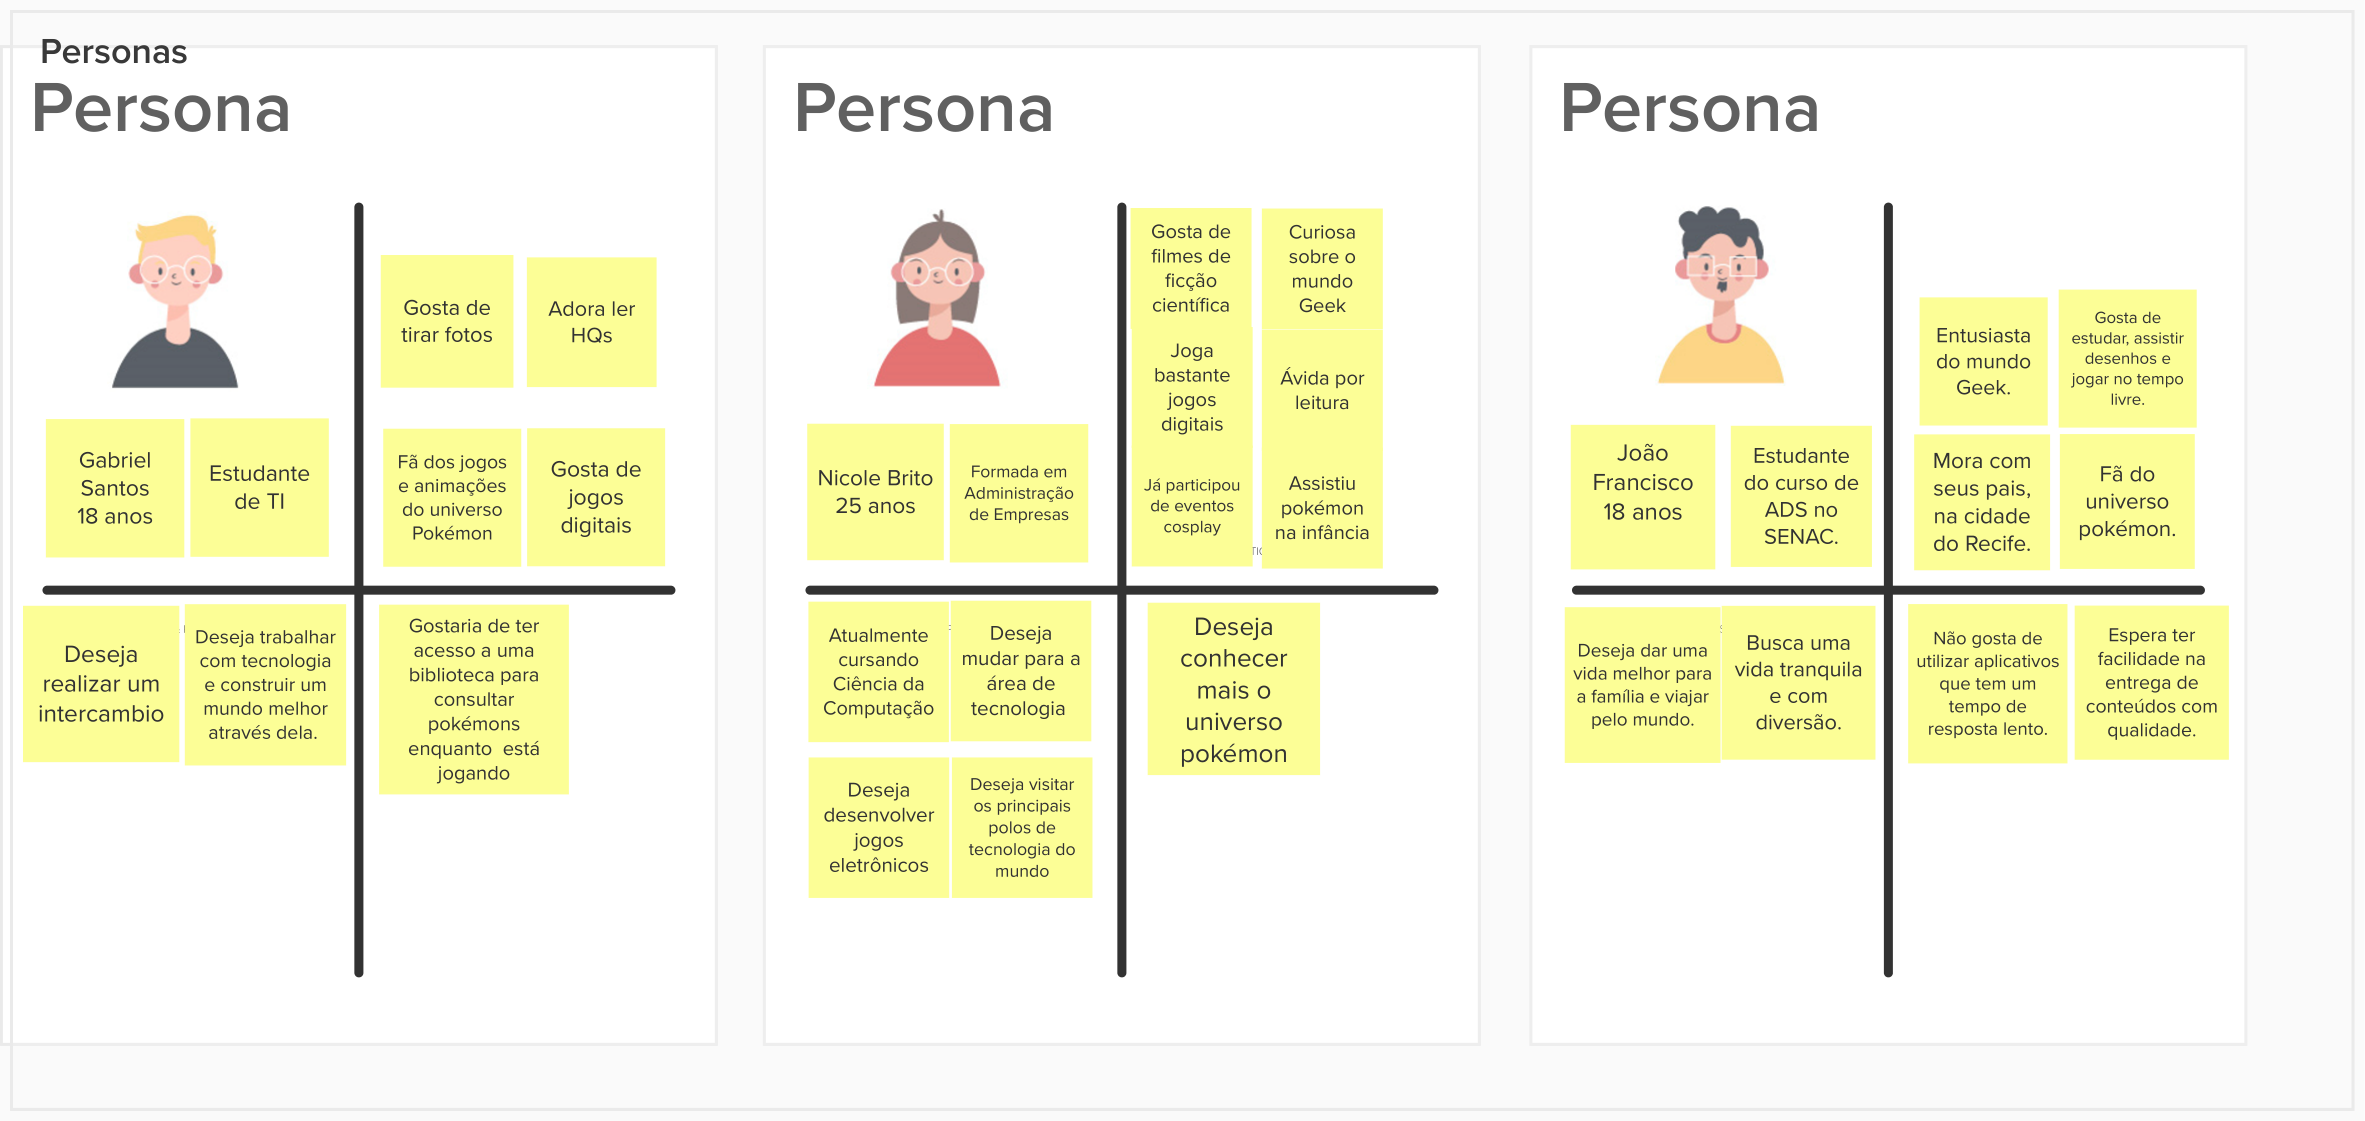 Personas
Persona
Gabriel
Santos
18 anos
Estudante
de TI
Gosta de
tirar fotos
Adora ler
HQs
Fã dos jogos
e animações
do universo
Pokémon
Gosta de
jogos
digitais
Deseja
realizar um
intercambio
Deseja trabalhar
com tecnologia
e construir um
mundo melhor
através dela.
Gostaria de ter
acesso a uma
biblioteca para
consultar
pokémons
enquanto  está
jogando
Persona
Nicole Brito
25 anos
Formada em
Administração
de Empresas
Gosta de
filmes de
ficção
científica
Curiosa
sobre o
mundo
Geek
Joga
bastante
jogos
digitais
Ávida por
leitura
Já participou
de eventos
cosplay
Assistiu
pokémon
na infância
Atualmente
cursando
Ciência da
Computação
Deseja
mudar para a
área de
tecnologia
Deseja
desenvolver
jogos
eletrônicos
Deseja visitar
os principais
polos de
tecnologia do
mundo
Deseja
conhecer
mais o
universo
pokémon
Persona
João
Francisco
18 anos
Estudante
do curso de
ADS no
SENAC.
Entusiasta
do mundo
Geek.
Gosta de
estudar, assistir
desenhos e
jogar no tempo
livre.
Mora com
seus pais,
na cidade
do Recife.
Fã do
universo
pokémon.
Deseja dar uma
vida melhor para
a família e viajar
pelo mundo.
Busca uma
vida tranquila
e com
diversão.
Não gosta de
utilizar aplicativos
que tem um
tempo de
resposta lento.
Espera ter
facilidade na
entrega de
conteúdos com
qualidade.